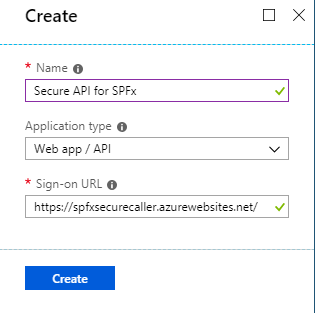 Create
* Name
Secure API for SPFx
Application type
Web app / API
* Sign-on URL
https://spfxsecurecaller.azurewebsites.net/
Create